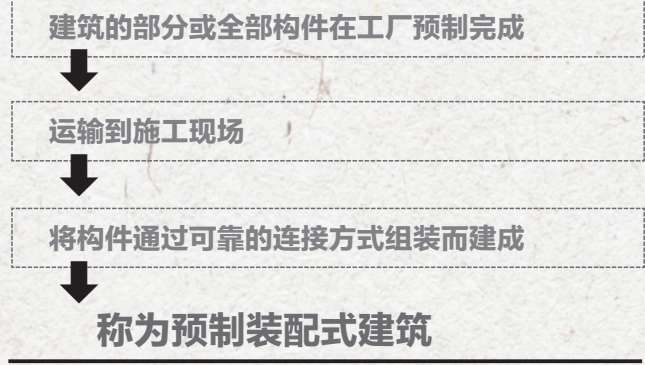 建筑的部分或全部构件在工厂预制完成
运输到施工现场
将构件通过可靠的连接方式组装而建成
称为预制装配式建筑